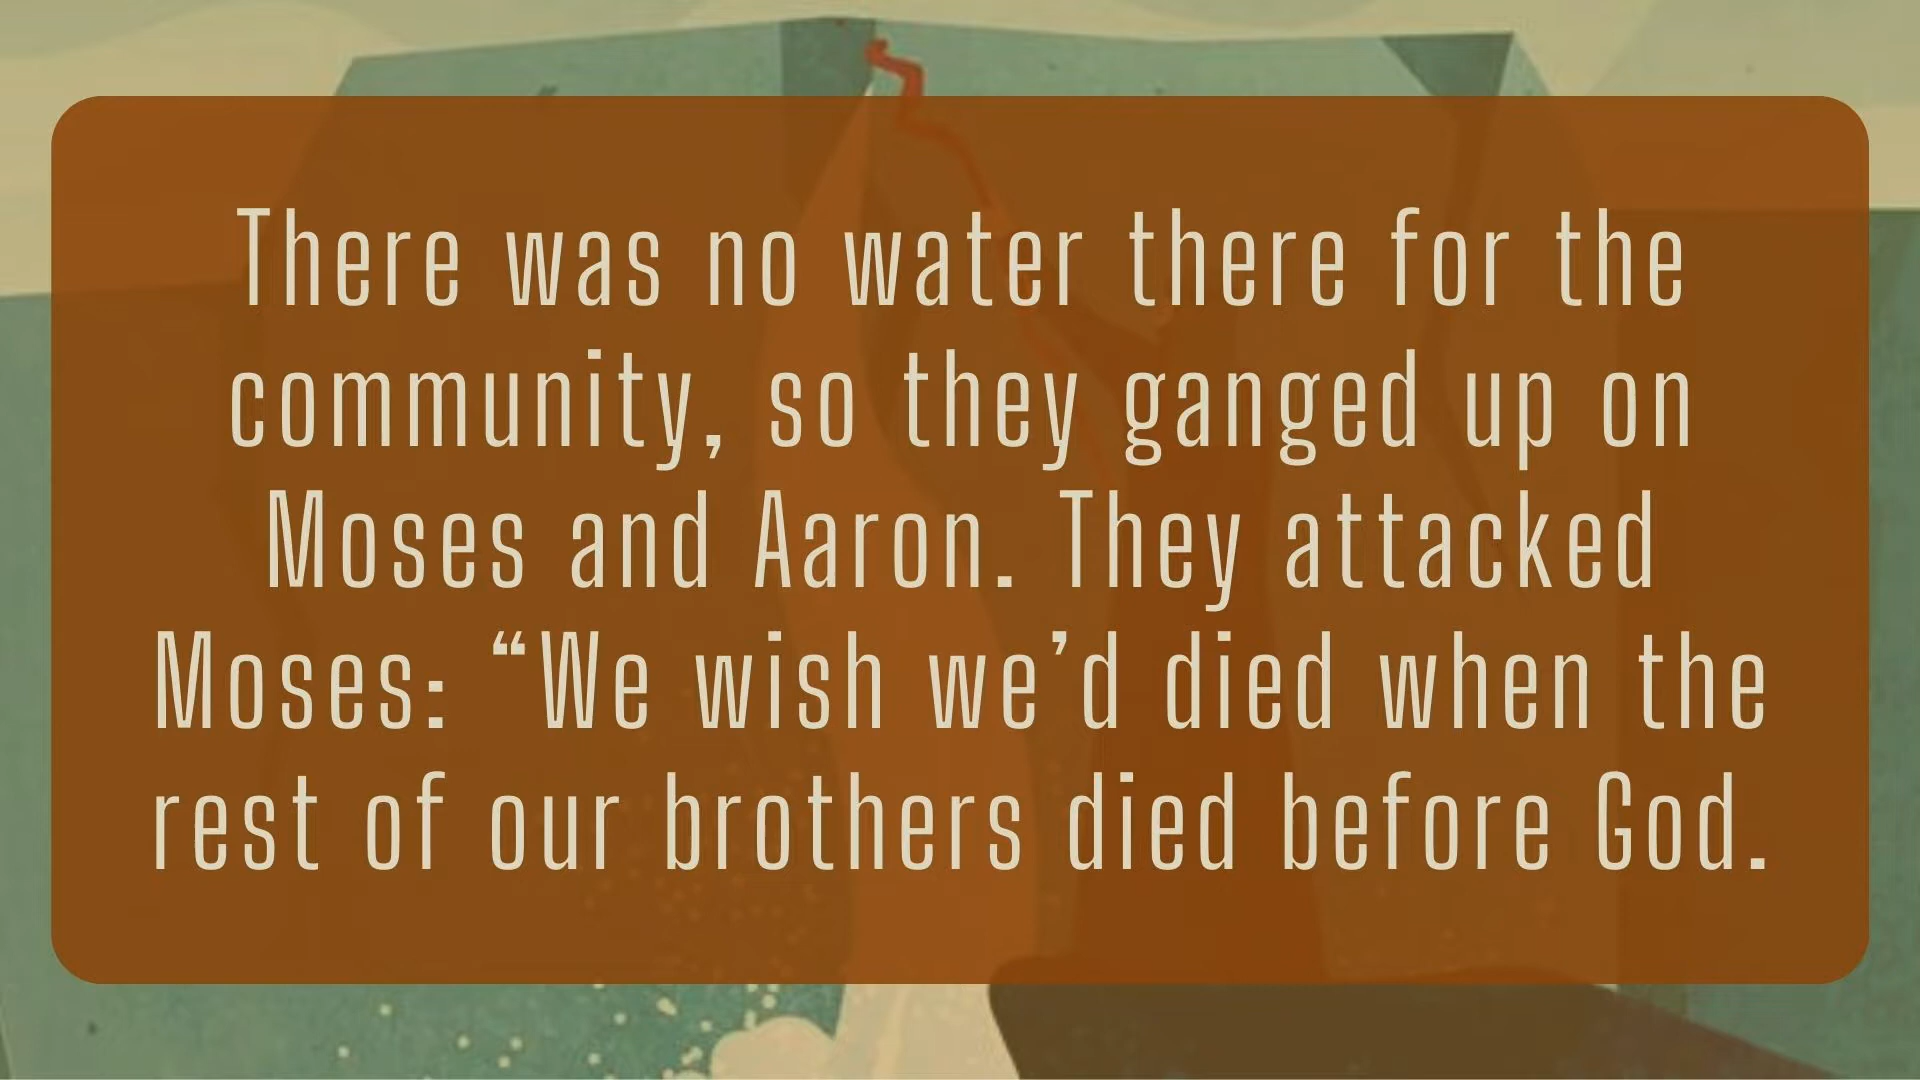 There was no water there for the
community, so they ganged up on
Moses and Aaron. They attacked
Moses: “We wish we’d died when the
rest of our brothers died before God.